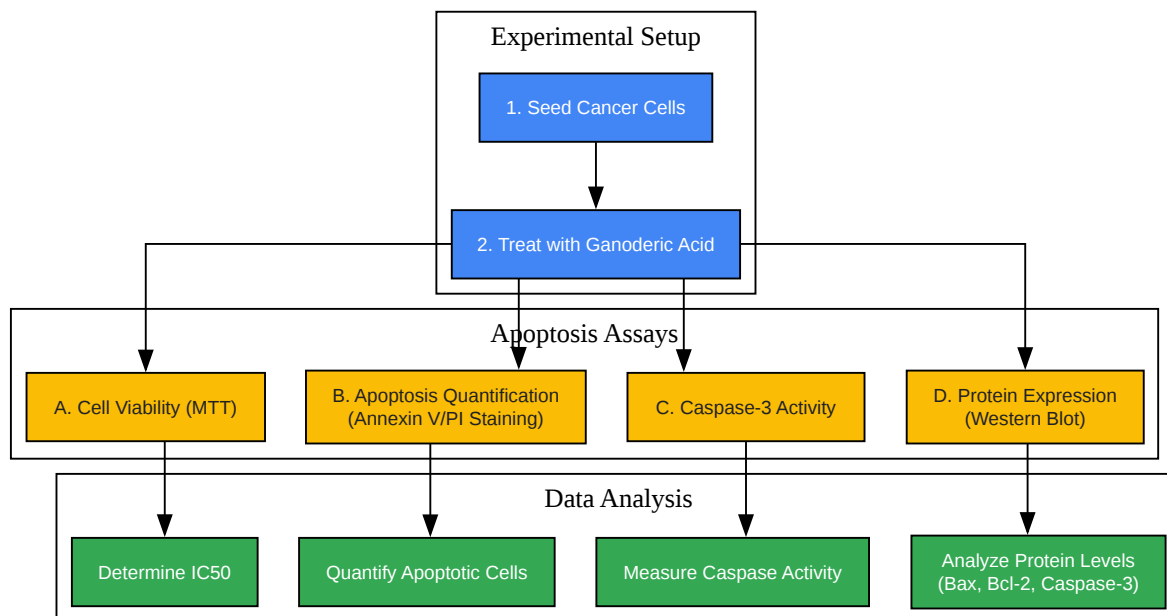 Experimental Setup
1. Seed Cancer Cells
2. Treat with Ganoderic Acid
Apoptosis Assays
A. Cell Viability (MTT)
B. Apoptosis Quantification
(Annexin V/PI Staining)
C. Caspase-3 Activity
D. Protein Expression
(Western Blot)
Data Analysis
Determine IC50
Quantify Apoptotic Cells
Measure Caspase Activity
Analyze Protein Levels
(Bax, Bcl-2, Caspase-3)